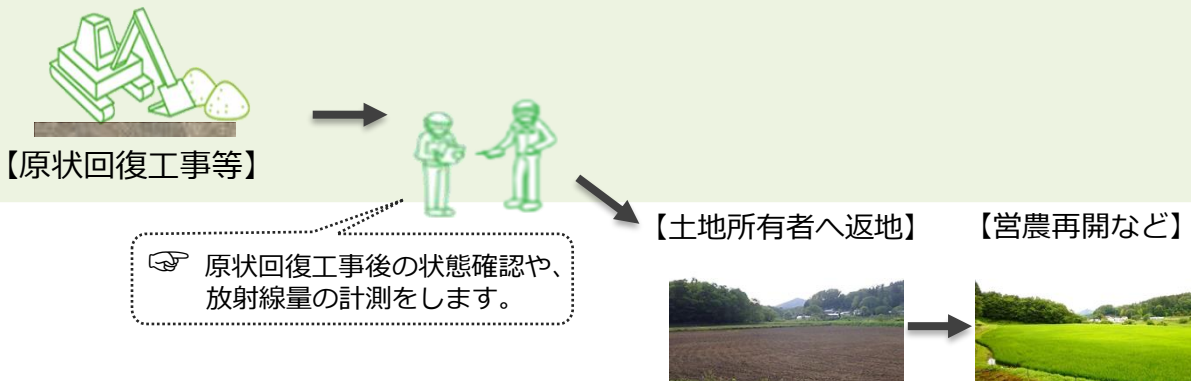 【原状回復工事等】
【土地所有者へ返地】
【営農再開など】
☞ 原状回復工事後の状態確認や、
放射線量の計測をします。